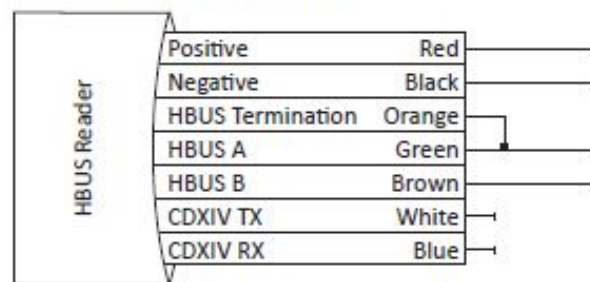 HBUS Reader
Positive Red
Negative Black
HBUS Termination Orange
HBUS A Green
HBUS B Brown
CDXIV TX White
CDXIV RX Blue